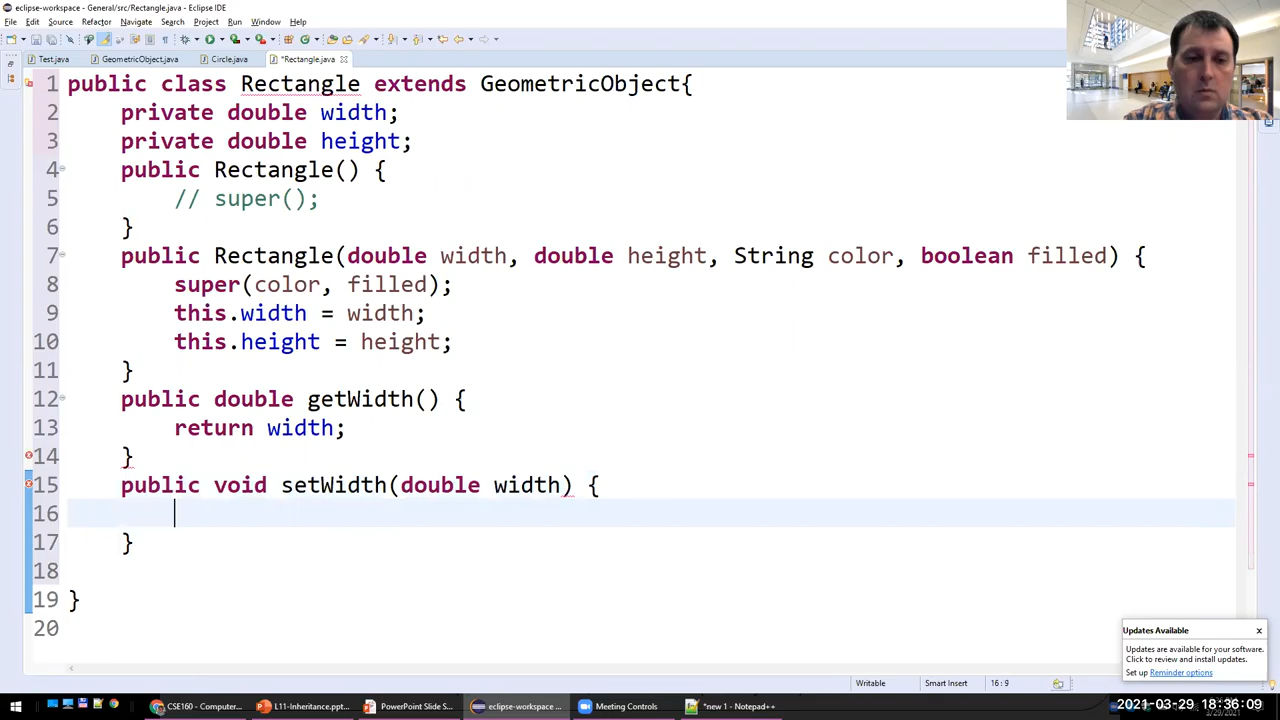 eclipse-workspace - General/src/Rectangle.java - Eclipse IDE
File Edit Source Refactor Navigate Search Project Run Window Help
Test.java GeometricObject.java Circle.java *Rectangle.java
1 public class Rectangle extends GeometricObject{
2 private double width;
3 private double height;
4 public Rectangle() {
5 // super();
6 }
7 public Rectangle(double width, double height, String color, boolean filled) {
8 super(color, filled);
9 this.width = width;
10 this.height = height;
11 }
12 public double getWidth() {
13 return width;
14 }
15 public void setWidth(double width) {
16
17 }
18
19 }
20
Updates Available
Updates are available for your software.
Click to review and install updates.
Set up Reminder options
Writable Smart Insert 16 : 9
CSE160 - Computer... L11-Inheritance.ppt... PowerPoint Slide S... eclipse-workspace ... Meeting Controls *new 1 - Notepad++
2021-03-29 18:36:09